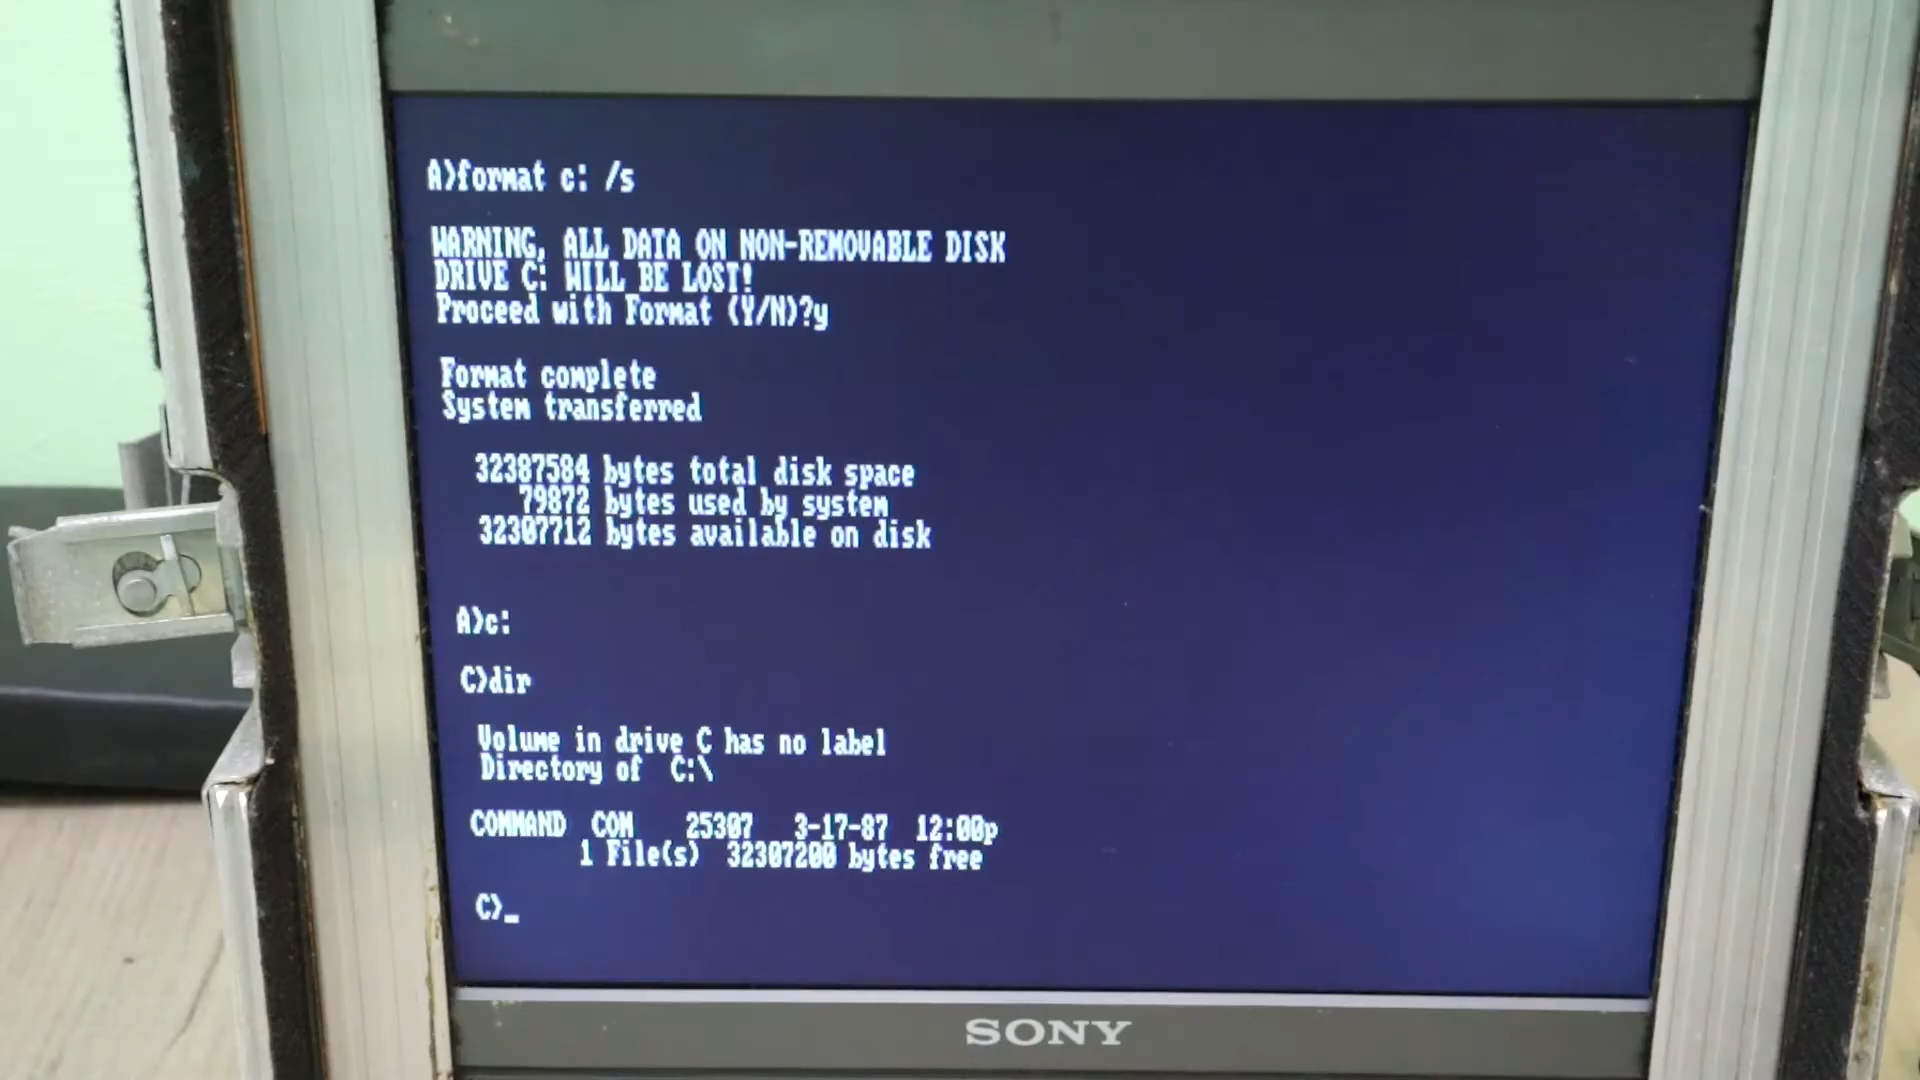 A>format c: /s
WARNING, ALL DATA ON NON-REMOVABLE DISK
DRIVE C: WILL BE LOST!
Proceed with Format (Y/N)?y
Format complete
System transferred
32387584 bytes total disk space
79872 bytes used by system
32307712 bytes available on disk
A>c:
C>dir
Volume in drive C has no label
Directory of  C:\
COMMAND  COM    25307   3-17-87  12:00p
1 File(s)  32307200 bytes free
C>_
SONY